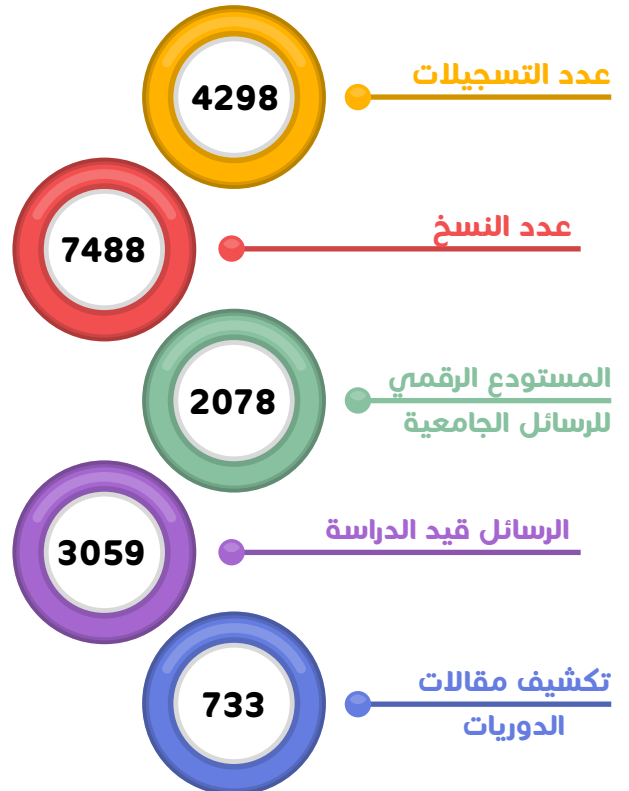 عدد التسجيلات
4298
عدد النسخ
7488
المستودع الرقمي
للرسائل الجامعية
2078
الرسائل قيد الدراسة
3059
تكشيف مقالات
الدوريات
733